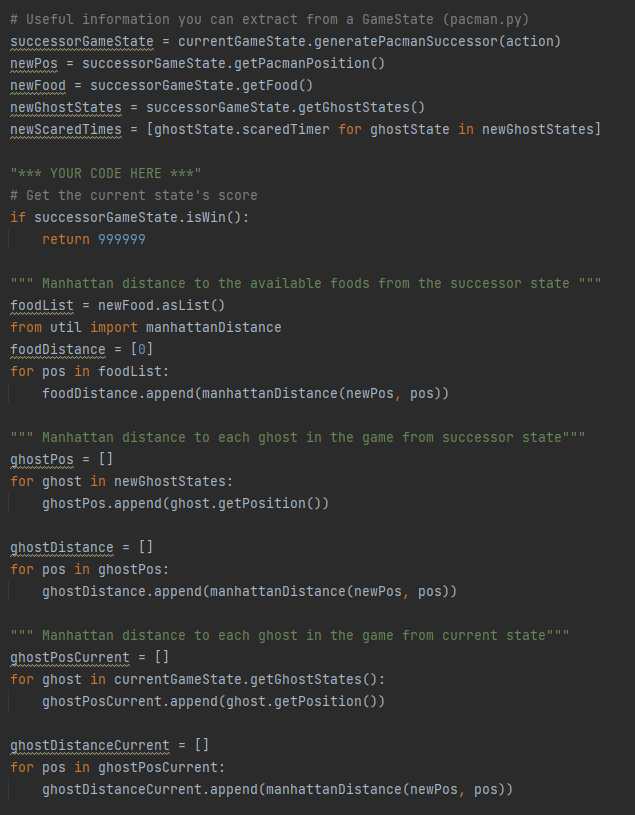 # Useful information you can extract from a GameState (pacman.py)
successorGameState = currentGameState.generatePacmanSuccessor(action)
newPos = successorGameState.getPacmanPosition()
newFood = successorGameState.getFood()
newGhostStates = successorGameState.getGhostStates()
newScaredTimes = [ghostState.scaredTimer for ghostState in newGhostStates]

"*** YOUR CODE HERE ***"
# Get the current state's score
if successorGameState.isWin():
    return 999999

""" Manhattan distance to the available foods from the successor state """
foodList = newFood.asList()
from util import manhattanDistance
foodDistance = [0]
for pos in foodList:
    foodDistance.append(manhattanDistance(newPos, pos))

""" Manhattan distance to each ghost in the game from successor state"""
ghostPos = []
for ghost in newGhostStates:
    ghostPos.append(ghost.getPosition())

ghostDistance = []
for pos in ghostPos:
    ghostDistance.append(manhattanDistance(newPos, pos))

""" Manhattan distance to each ghost in the game from current state"""
ghostPosCurrent = []
for ghost in currentGameState.getGhostStates():
    ghostPosCurrent.append(ghost.getPosition())

ghostDistanceCurrent = []
for pos in ghostPosCurrent:
    ghostDistanceCurrent.append(manhattanDistance(newPos, pos))